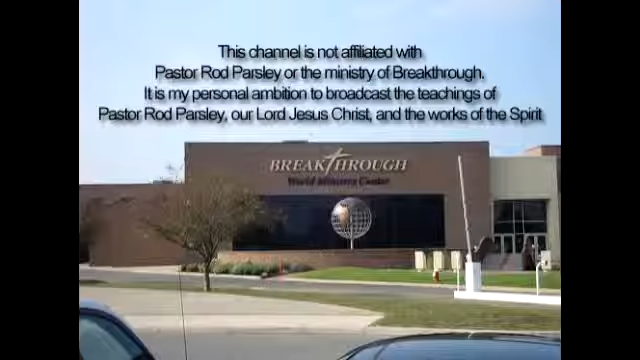 This channel is not affiliated with
Pastor Rod Parsley or the ministry of Breakthrough.
It is my personal ambition to broadcast the teachings of
Pastor Rod Parsley, our Lord Jesus Christ, and the works of the Spirit
BREAKTHROUGH
World Ministry Center